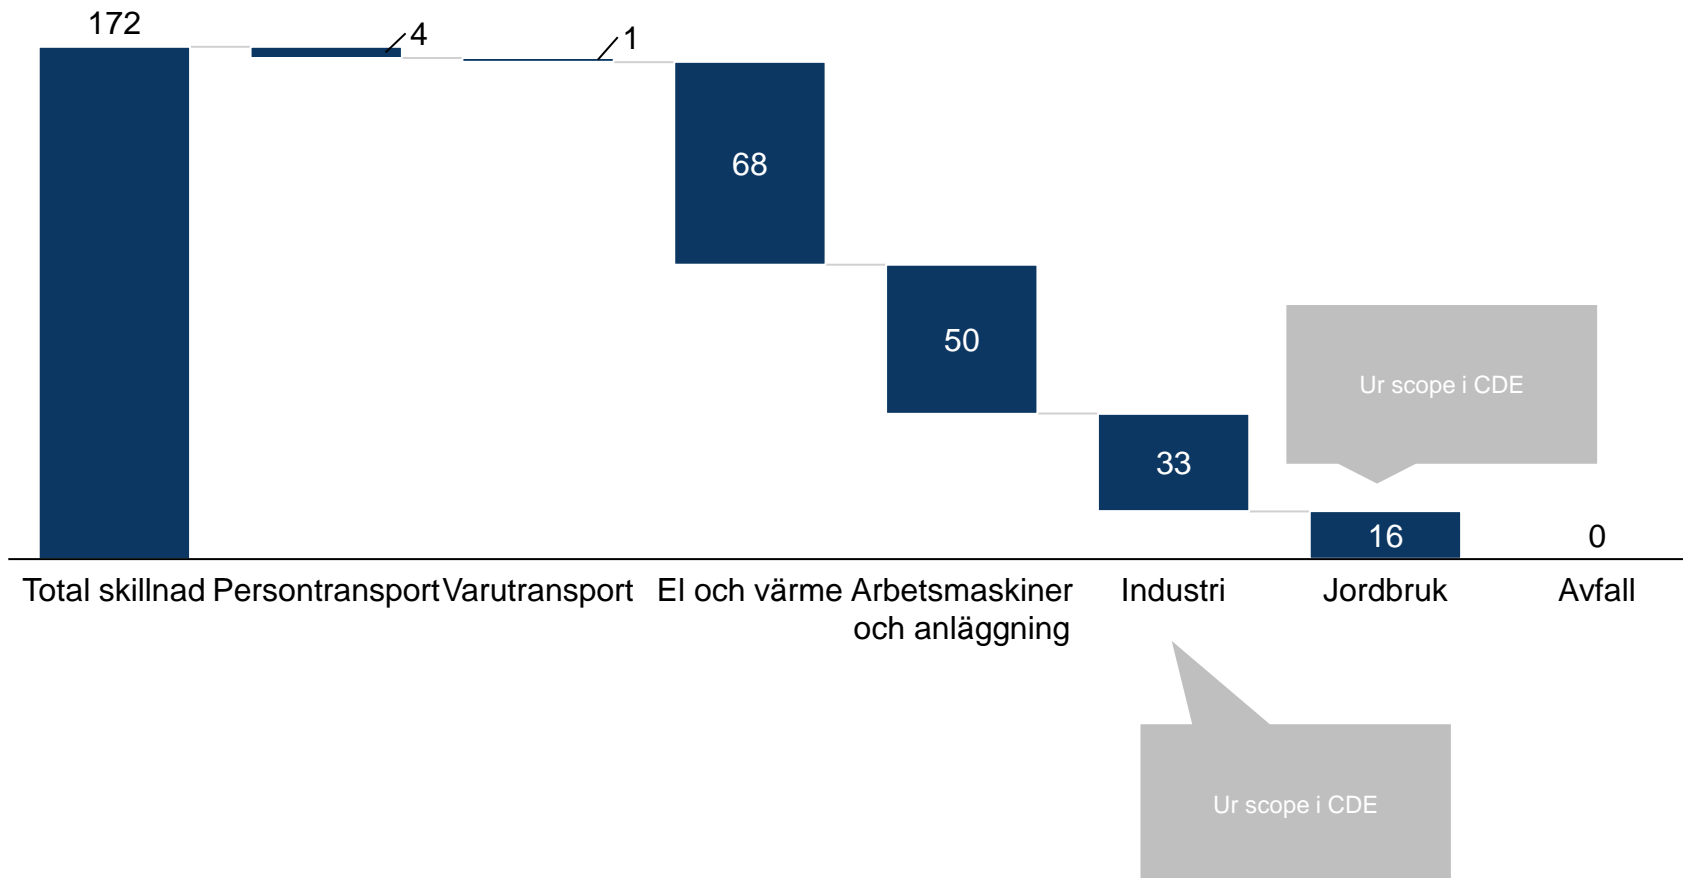 172
4
1
68
50
33
16
0
Ur scope i CDE
Total skillnad
Persontransport
Varutransport
El och värme
Arbetsmaskiner
och anläggning
Industri
Jordbruk
Avfall
Ur scope i CDE